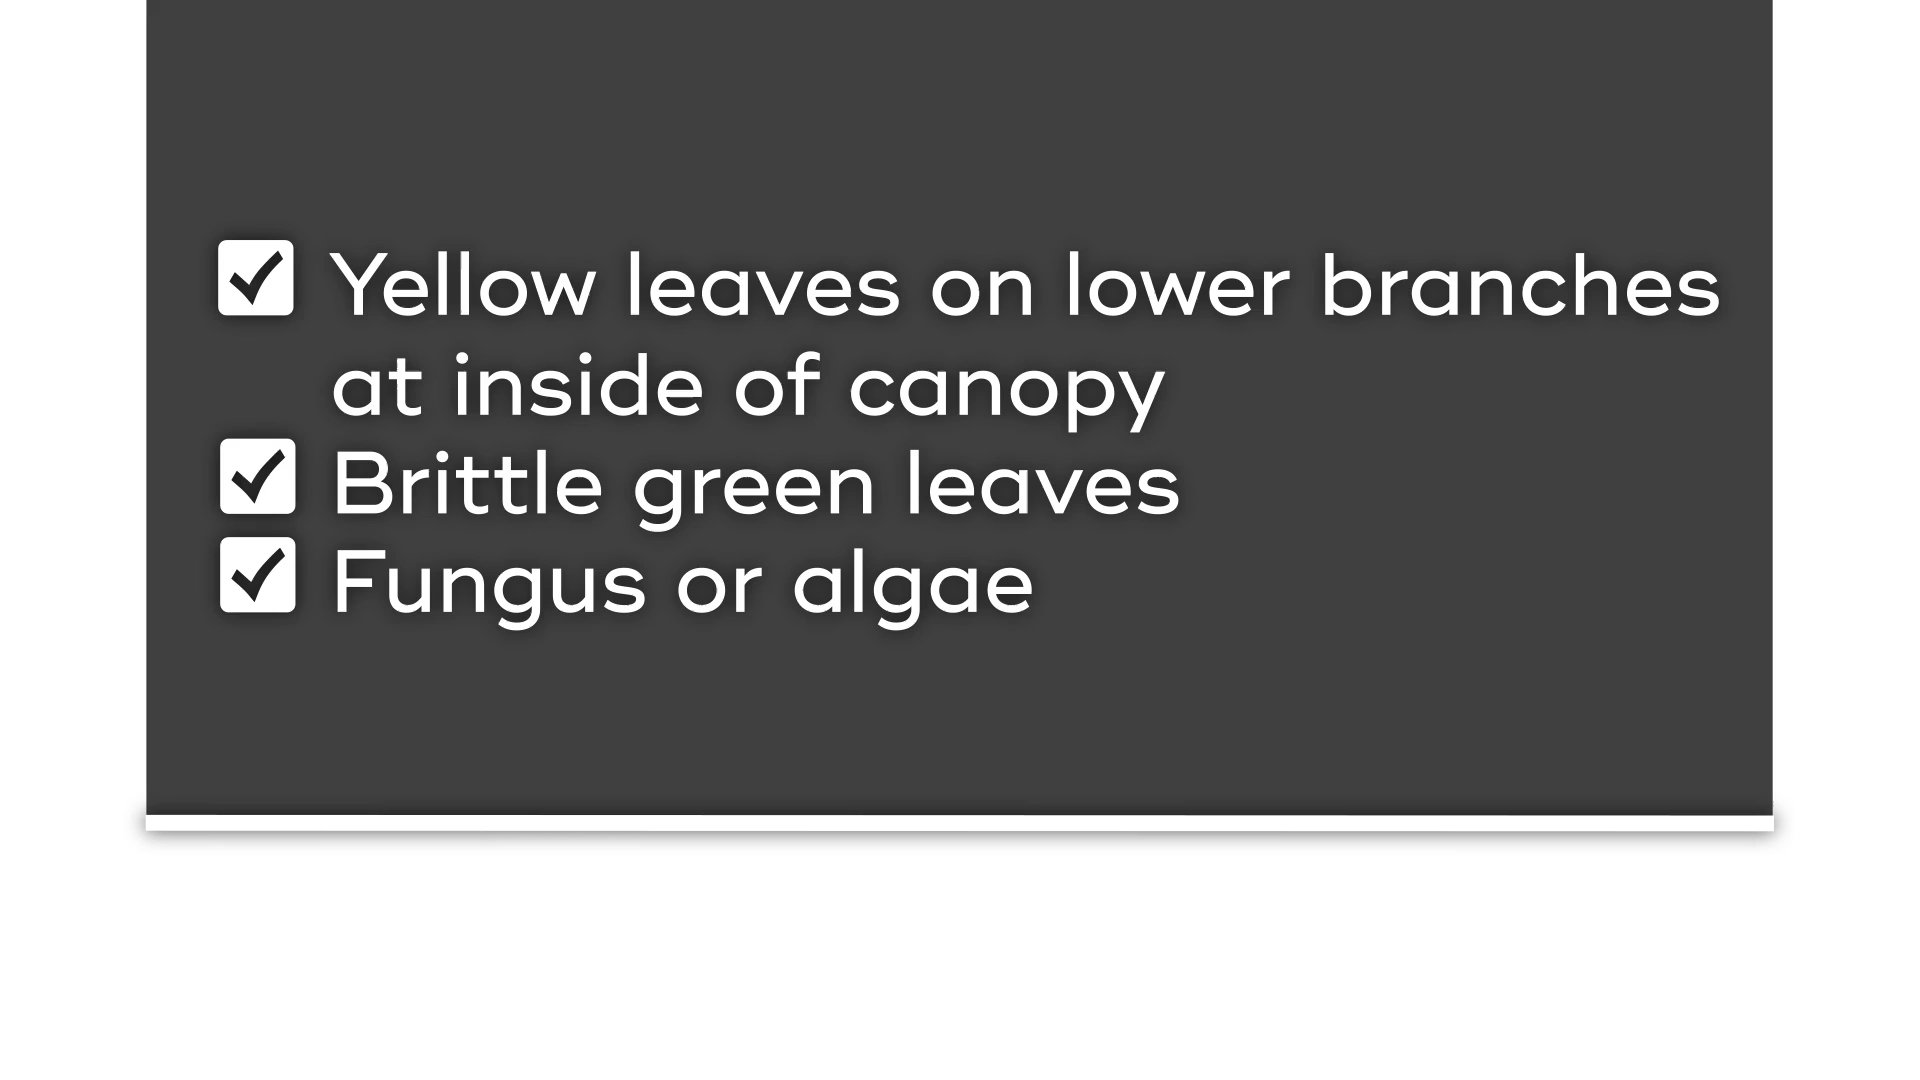 Yellow leaves on lower branches
at inside of canopy
Brittle green leaves
Fungus or algae